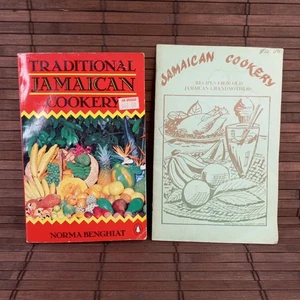 TRADITIONAL
JAMAICAN
COOKERY
NORMA BENGHIAT
JAMAICAN COOKERY
RECIPES FROM OLD
JAMAICAN GRANDMOTHERS